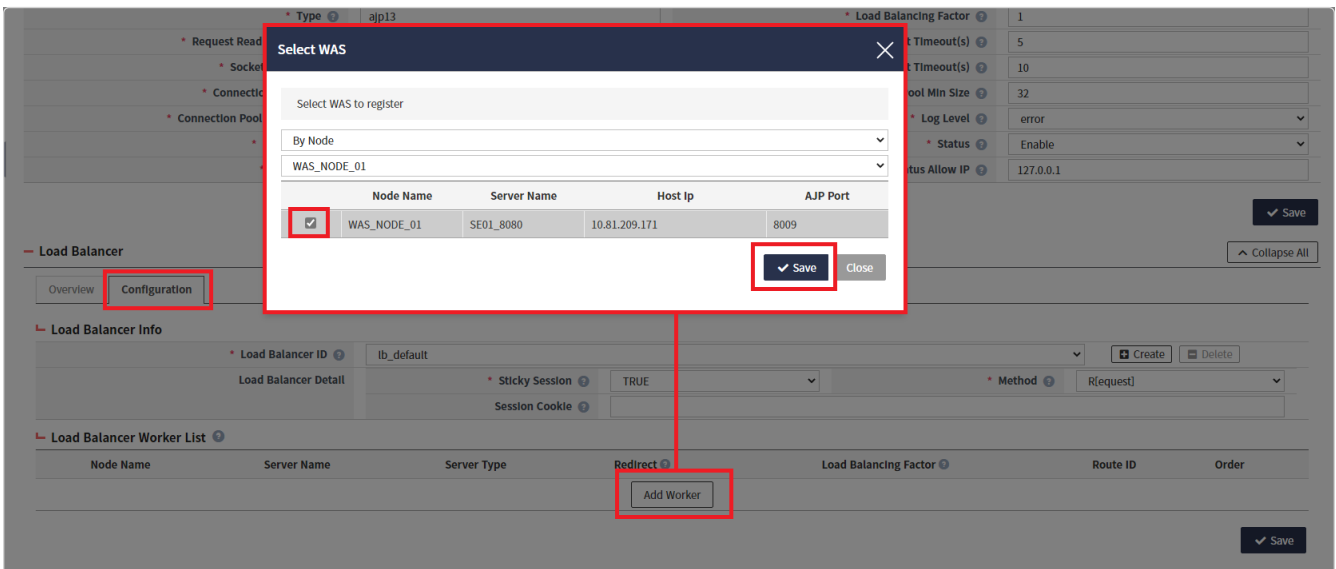 * Type ajp13 * Load Balancing Factor 1
* Request Read t Timeout(s) 5
* Socket t Timeout(s) 10
* Connectio ool Min Size 32
* Connection Pool * Log Level error
* * Status Enable
* tus Allow IP 127.0.0.1
Save
Select WAS
Select WAS to register
By Node
WAS_NODE_01
Node Name Server Name Host Ip AJP Port
WAS_NODE_01 SE01_8080 10.81.209.171 8009
Save Close
Load Balancer Collapse All
Overview Configuration
Load Balancer Info
* Load Balancer ID lb_default Create Delete
Load Balancer Detail * Sticky Session TRUE * Method R[equest]
Session Cookie
Load Balancer Worker List
Node Name Server Name Server Type Redirect Load Balancing Factor Route ID Order
Add Worker
Save